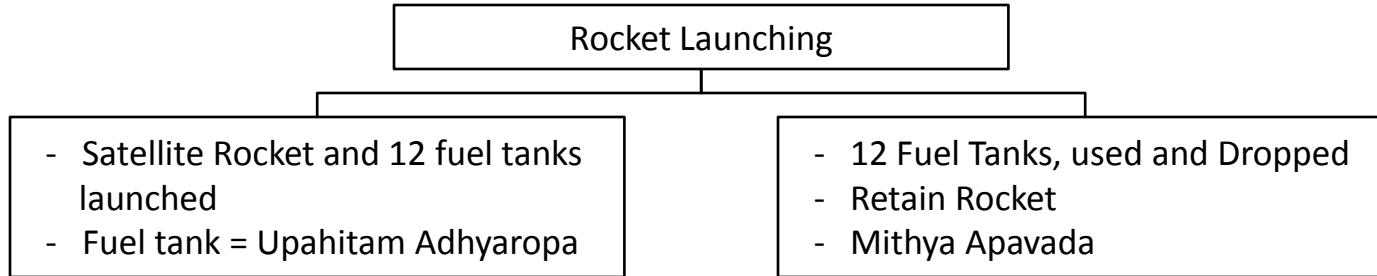 Rocket Launching
- Satellite Rocket and 12 fuel tanks
launched
- Fuel tank = Upahitam Adhyaropa
- 12 Fuel Tanks, used and Dropped
- Retain Rocket
- Mithya Apavada